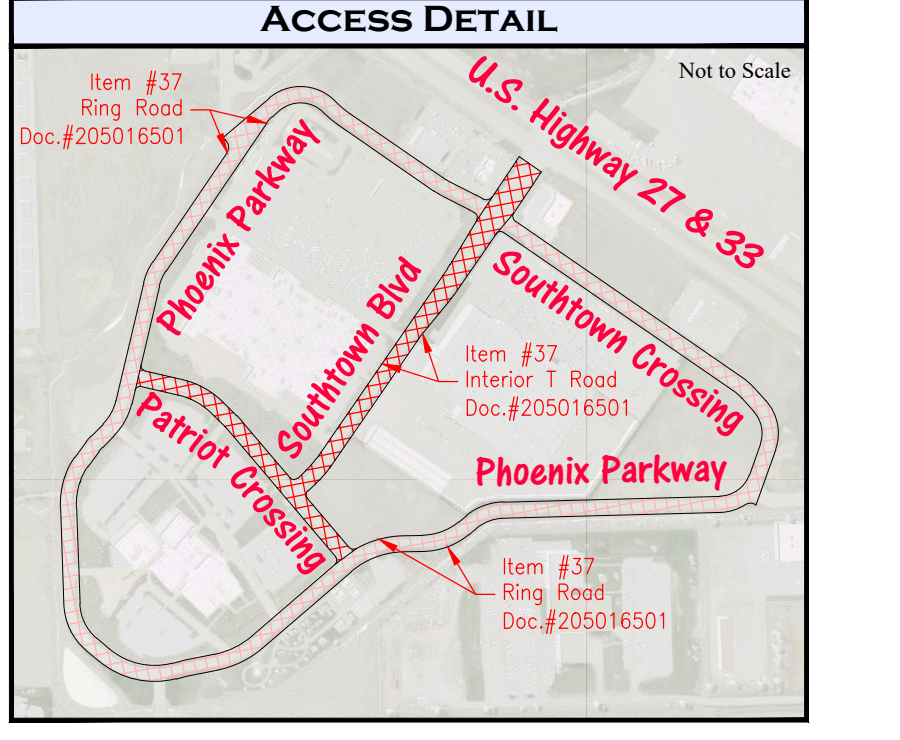 ACCESS DETAIL
Not to Scale
U.S. Highway 27 & 33
Item #37
Ring Road
Doc.#205016501
Phoenix Parkway
Southtown Blvd
Southtown Crossing
Item #37
Interior T Road
Doc.#205016501
Patriot Crossing
Phoenix Parkway
Item #37
Ring Road
Doc.#205016501